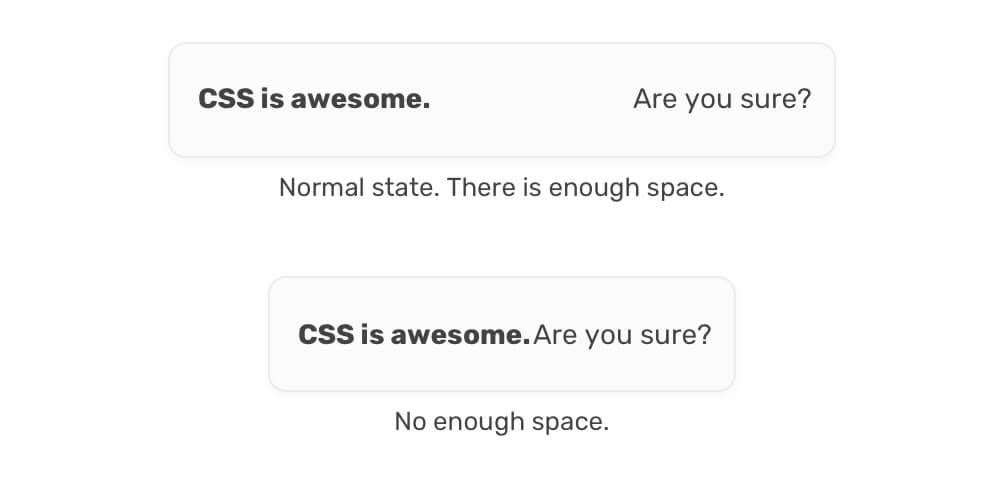 CSS is awesome. Are you sure?
Normal state. There is enough space.
CSS is awesome. Are you sure?
No enough space.